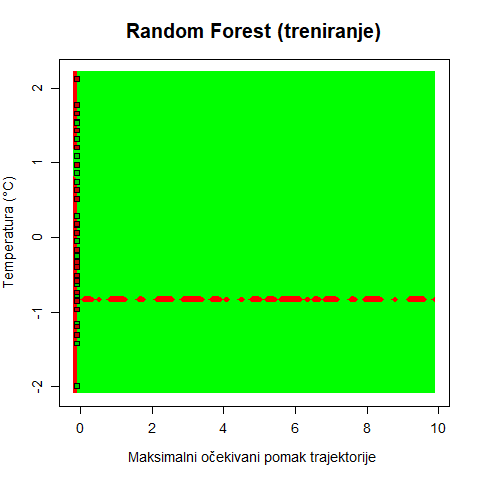 Random Forest (treniranje)
Temperatura (°C)
2
1
0
-1
-2
0 2 4 6 8 10
Maksimalni očekivani pomak trajektorije